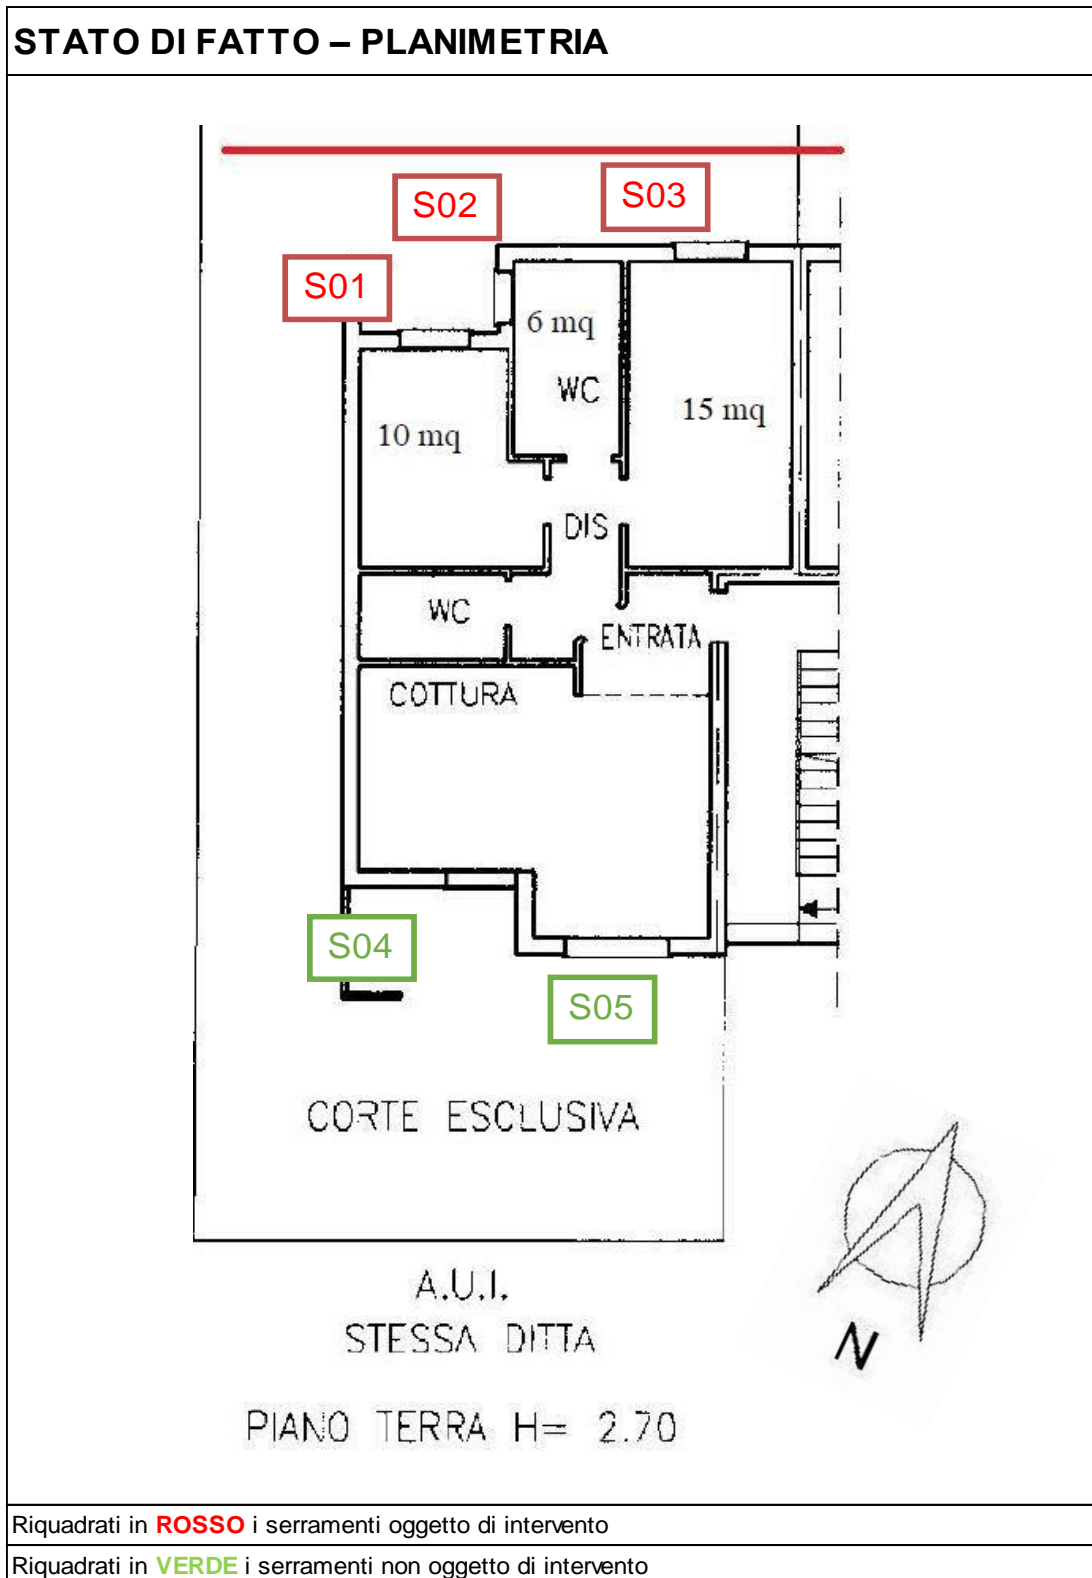 STATO DI FATTO – PLANIMETRIA
S02
S03
S01
6 mq
WC
10 mq
15 mq
DIS
WC
ENTRATA
COTTURA
S04
S05
CORTE ESCLUSIVA
A.U.I.
STESSA DITTA
N
PIANO TERRA H= 2.70
Riquadrati in ROSSO i serramenti oggetto di intervento
Riquadrati in VERDE i serramenti non oggetto di intervento